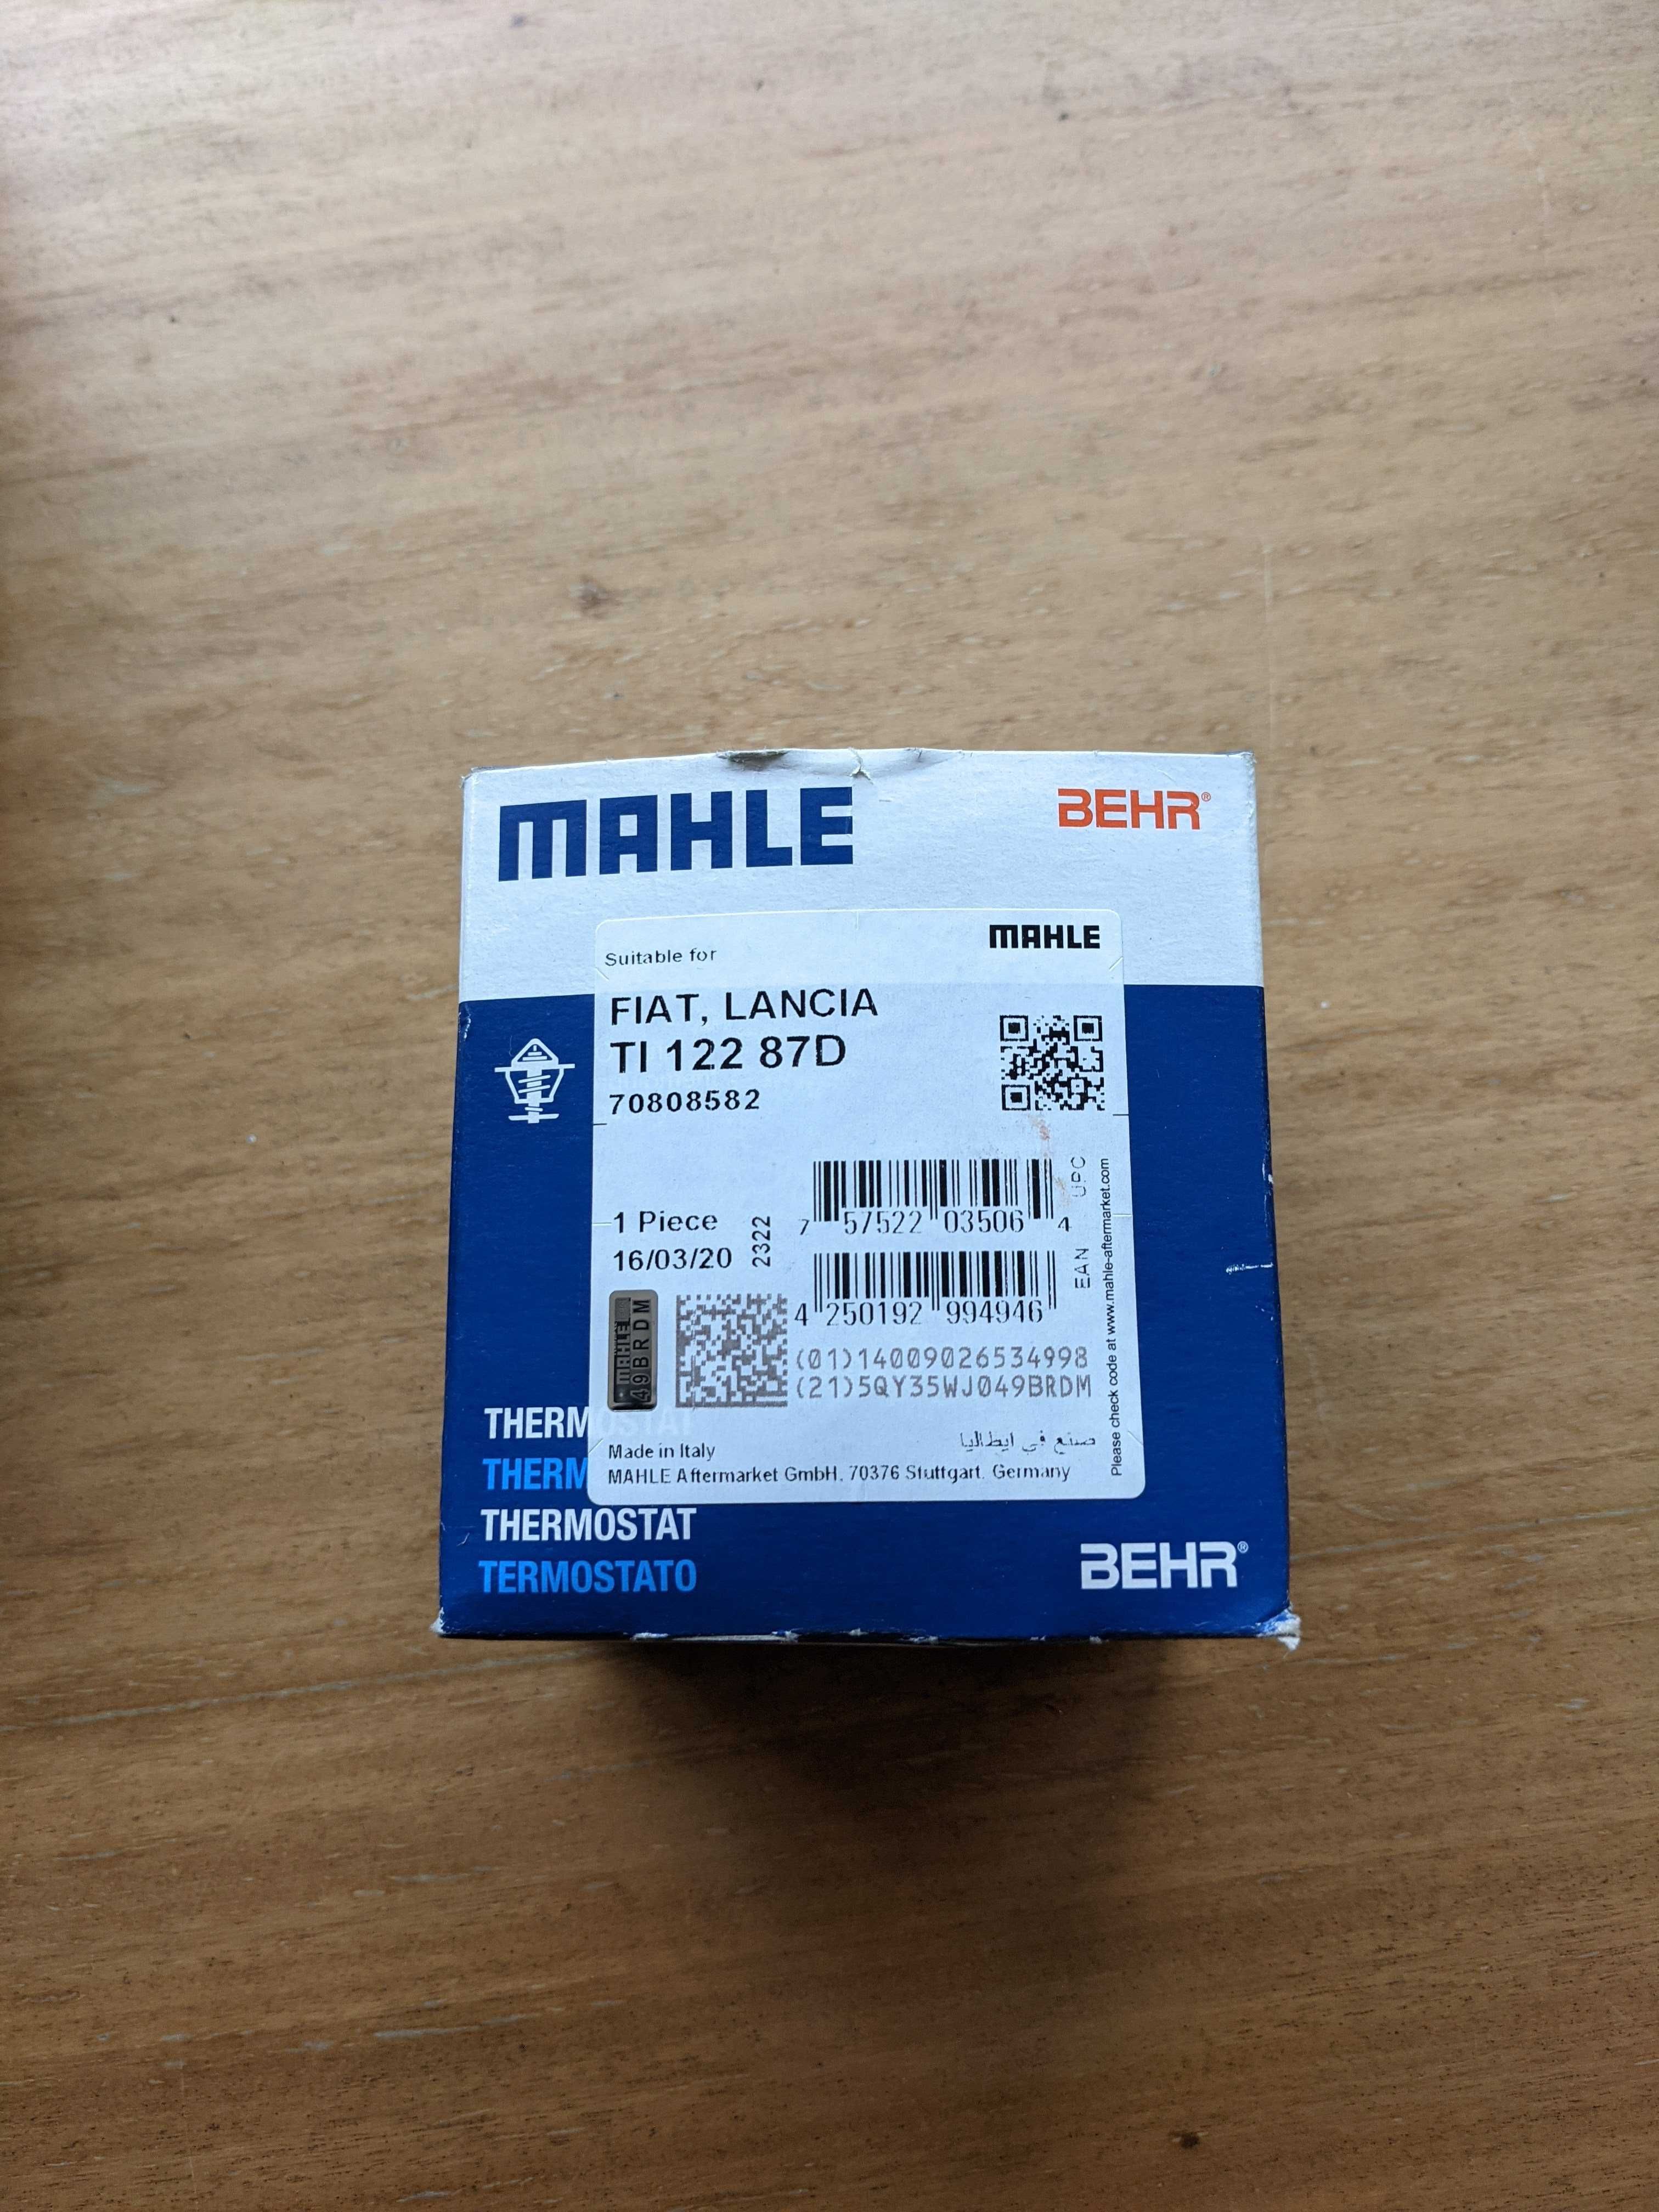 MAHLE
BEHR®
MAHLE
Suitable for
FIAT, LANCIA
TI 122 87D
70808582
1 Piece
16/03/20
2322
7 57522 03506 4
UPC
4 250192 994946
EAN
MAHLE
49BRDM
(01)14009026534998
(21)5QY35WJ049BRDM
Please check code at www.mahle-aftermarket.com
صنع في ايطاليا
Made in Italy
MAHLE Aftermarket GmbH, 70376 Stuttgart, Germany
THERMOSTAT
THERM
THERMOSTAT
TERMOSTATO
BEHR®